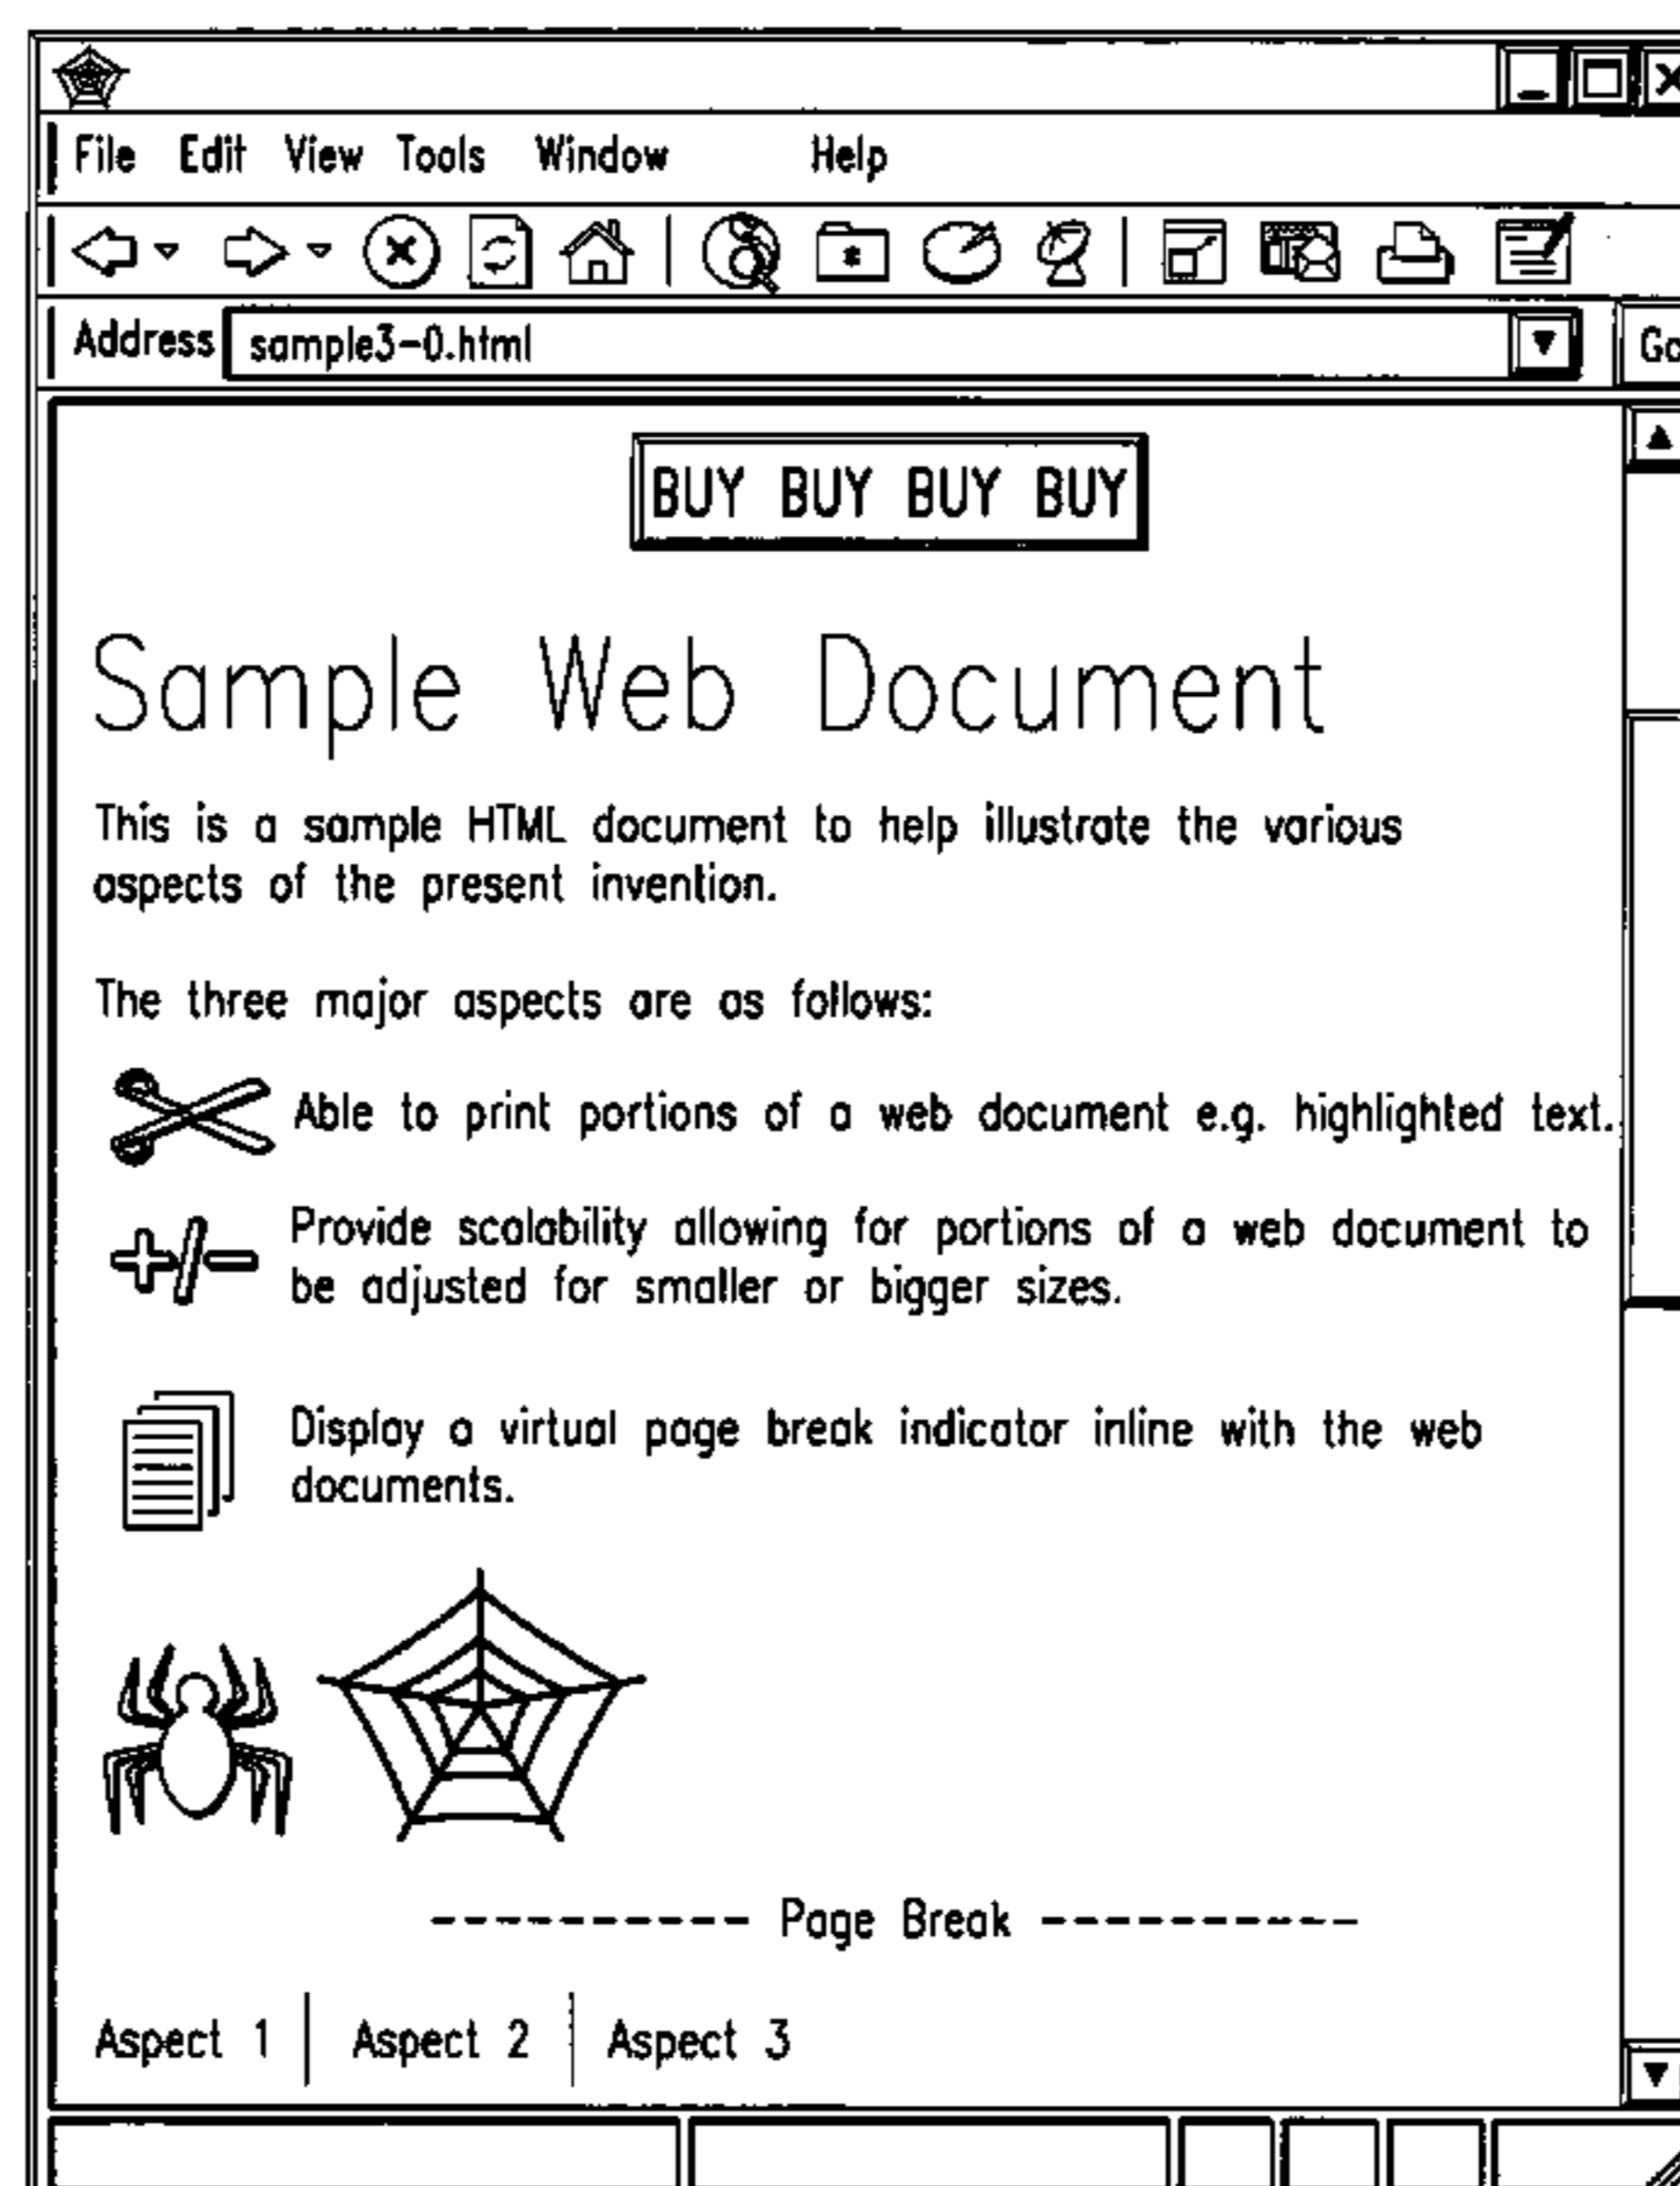 File Edit View Tools Window Help
Address sample3-0.html
BUY BUY BUY BUY
Sample Web Document
This is a sample HTML document to help illustrate the various
aspects of the present invention.
The three major aspects are as follows:
Able to print portions of a web document e.g. highlighted text.
Provide scalability allowing for portions of a web document to
be adjusted for smaller or bigger sizes.
Display a virtual page break indicator inline with the web
documents.
----------- Page Break -----------
Aspect 1 | Aspect 2 | Aspect 3